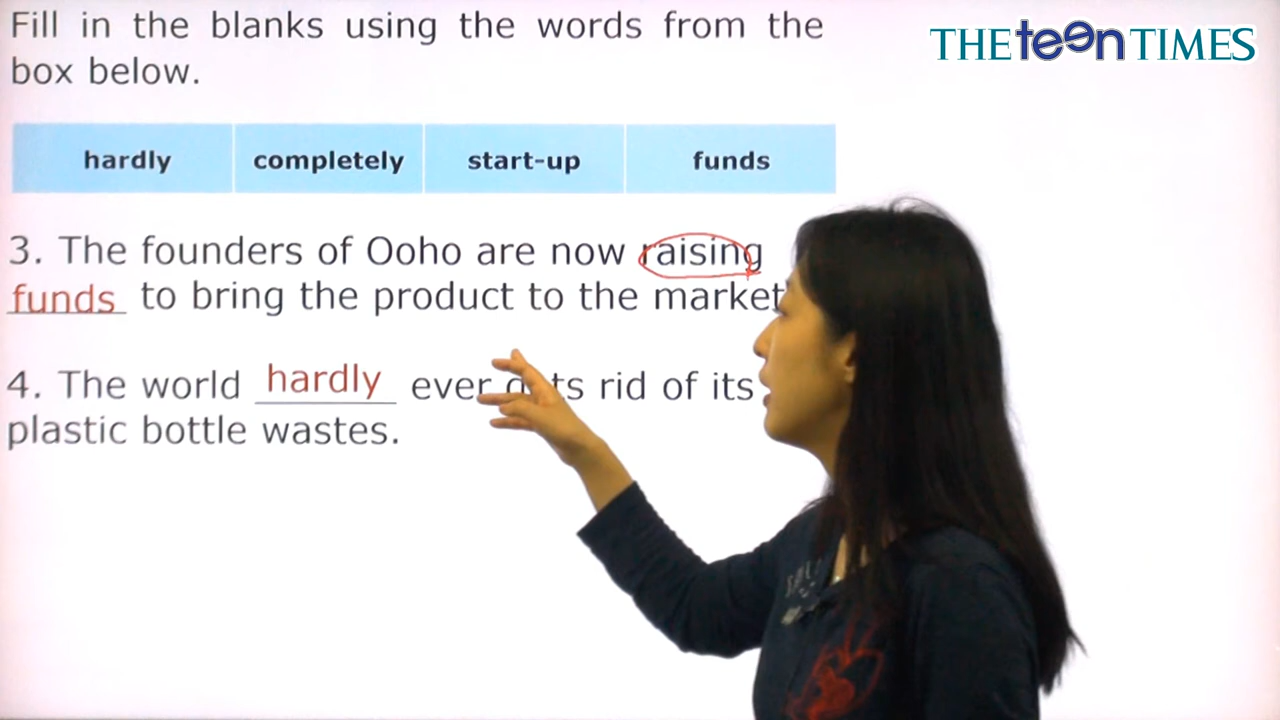 Fill in the blanks using the words from the
THE teen TIMES
box below.
hardly completely start-up funds
3. The founders of Ooho are now raising
funds to bring the product to the market
4. The world hardly ever rid of its
plastic bottle wastes.